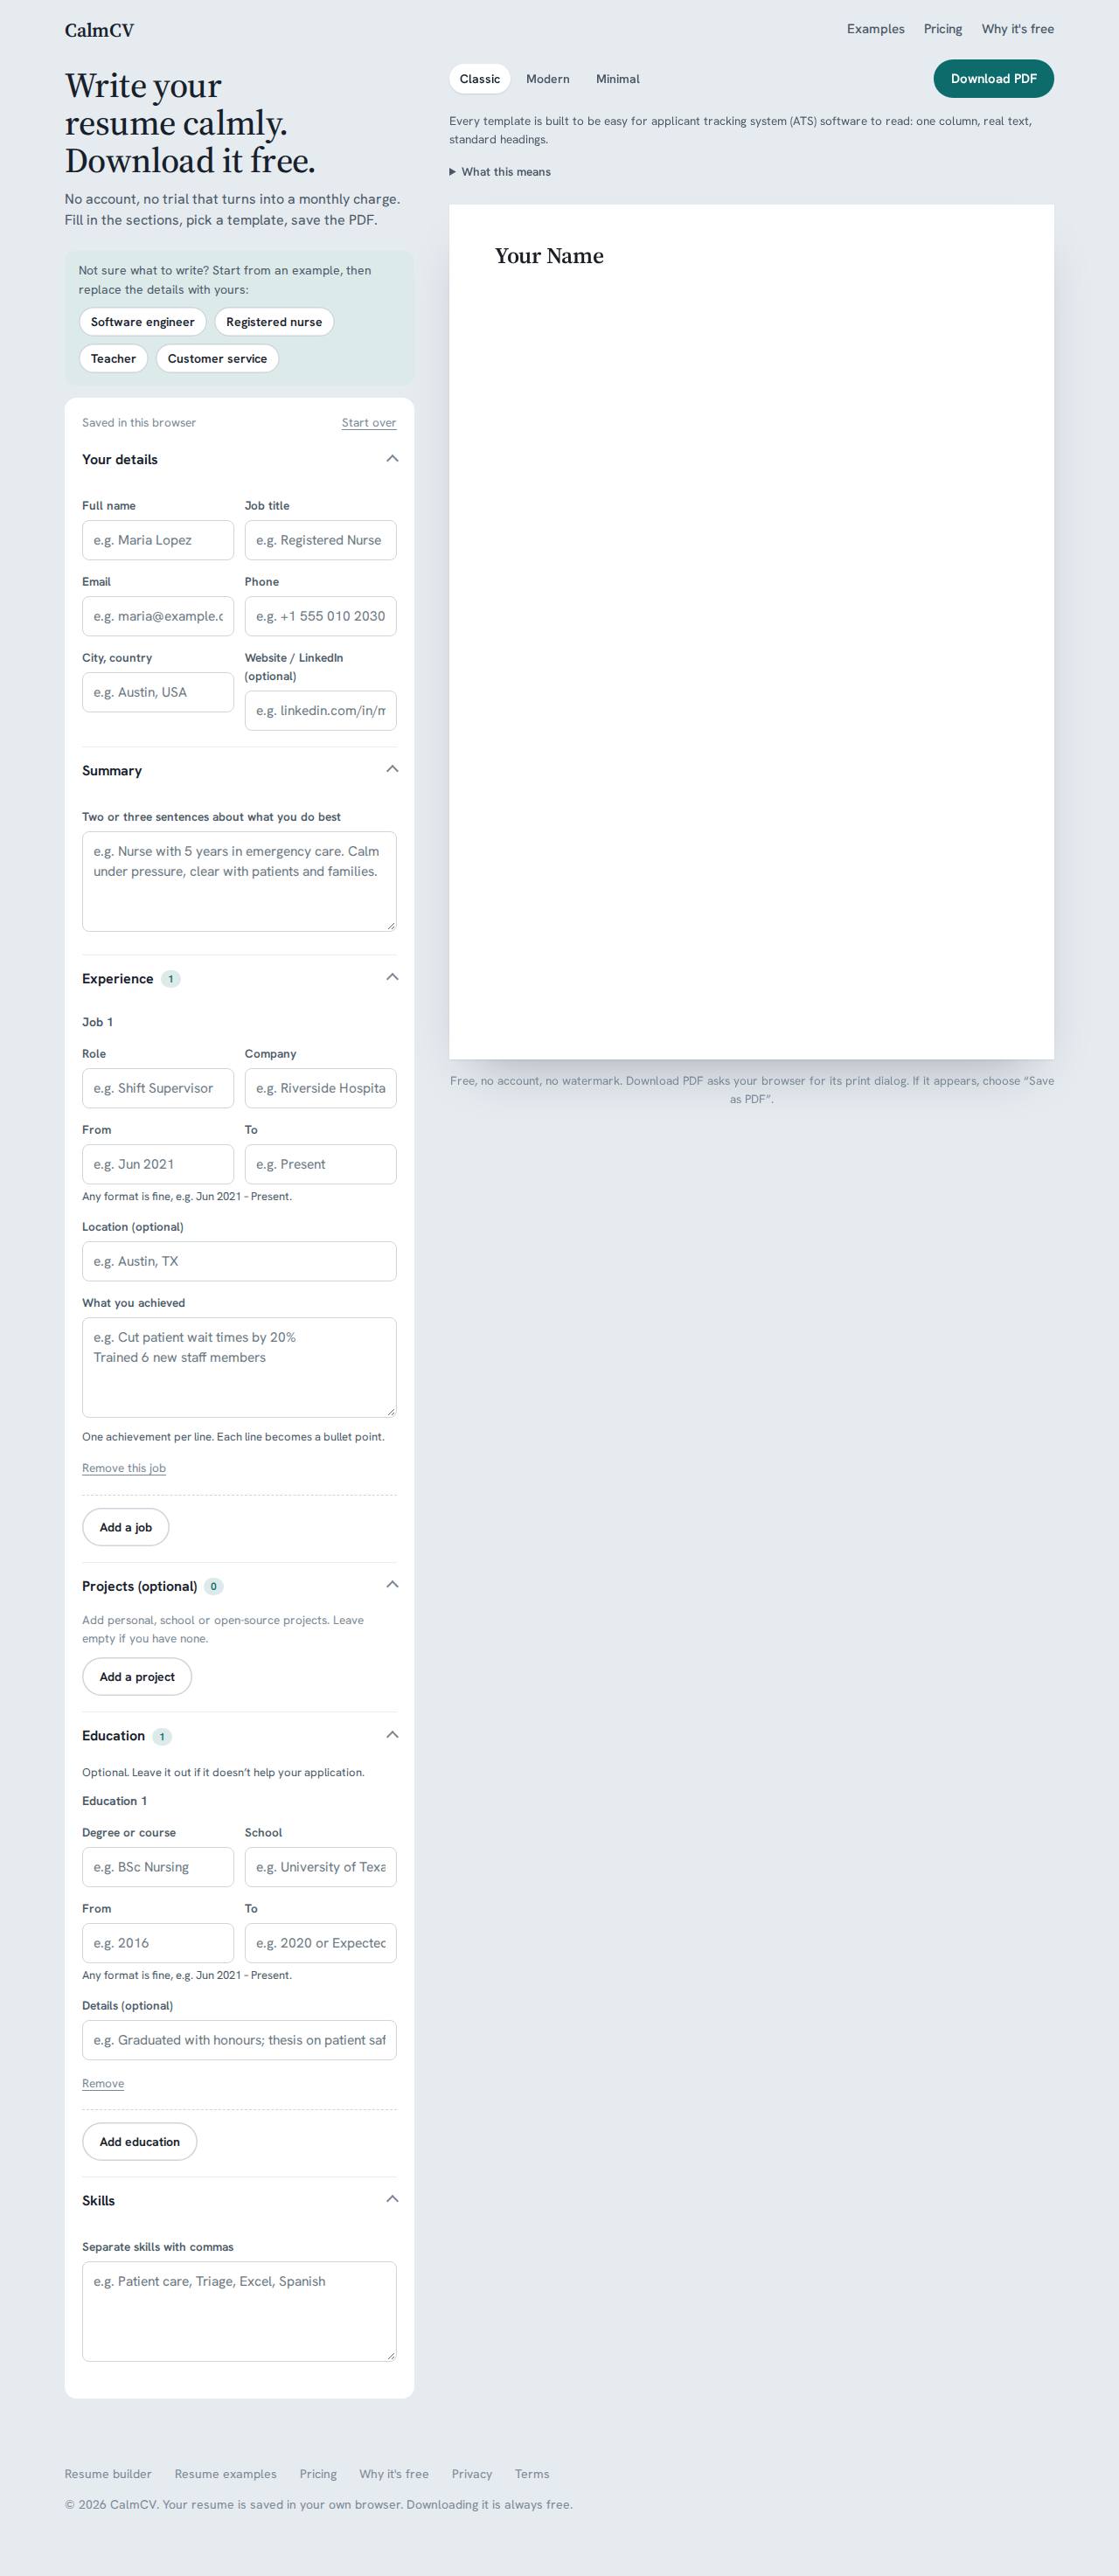 CalmCV
Examples Pricing Why it's free
Write your
resume calmly.
Download it free.
No account, no trial that turns into a monthly charge.
Fill in the sections, pick a template, save the PDF.
Not sure what to write? Start from an example, then
replace the details with yours:
Software engineer Registered nurse
Teacher Customer service
Saved in this browser Start over
Your details
Full name Job title
e.g. Maria Lopez e.g. Registered Nurse
Email Phone
e.g. maria@example.c e.g. +1 555 010 2030
City, country Website / LinkedIn
(optional)
e.g. Austin, USA e.g. linkedin.com/in/m
Summary
Two or three sentences about what you do best
e.g. Nurse with 5 years in emergency care. Calm
under pressure, clear with patients and families.
Experience 1
Job 1
Role Company
e.g. Shift Supervisor e.g. Riverside Hospita
From To
e.g. Jun 2021 e.g. Present
Any format is fine, e.g. Jun 2021 – Present.
Location (optional)
e.g. Austin, TX
What you achieved
e.g. Cut patient wait times by 20%
Trained 6 new staff members
One achievement per line. Each line becomes a bullet point.
Remove this job
Add a job
Projects (optional) 0
Add personal, school or open-source projects. Leave
empty if you have none.
Add a project
Education 1
Optional. Leave it out if it doesn’t help your application.
Education 1
Degree or course School
e.g. BSc Nursing e.g. University of Texa
From To
e.g. 2016 e.g. 2020 or Expected
Any format is fine, e.g. Jun 2021 – Present.
Details (optional)
e.g. Graduated with honours; thesis on patient saf
Remove
Add education
Skills
Separate skills with commas
e.g. Patient care, Triage, Excel, Spanish
Classic Modern Minimal Download PDF
Every template is built to be easy for applicant tracking system (ATS) software to read: one column, real text,
standard headings.
What this means
Your Name
Free, no account, no watermark. Download PDF asks your browser for its print dialog. If it appears, choose “Save
as PDF”.
Resume builder Resume examples Pricing Why it's free Privacy Terms
© 2026 CalmCV. Your resume is saved in your own browser. Downloading it is always free.